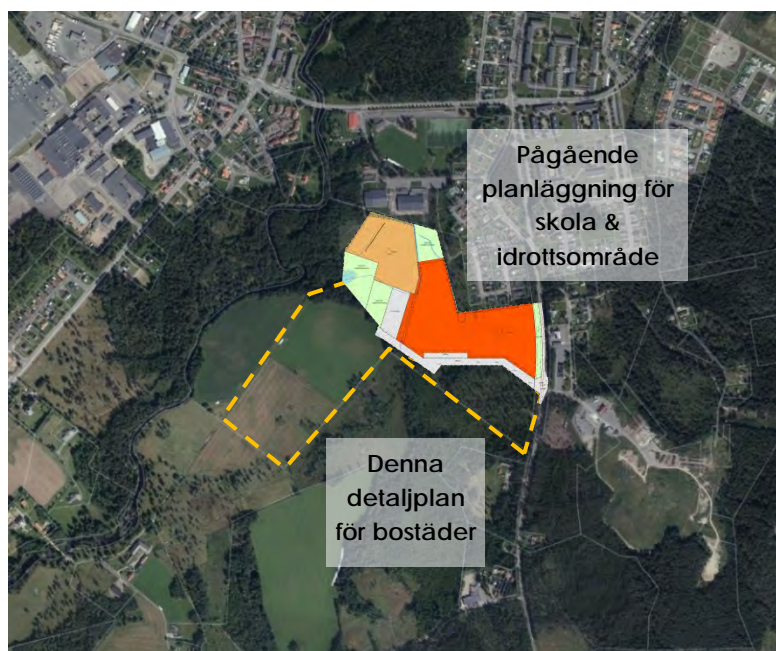 Pågående
planläggning för
skola &
idrottsområde
Denna
detaljplan
för bostäder